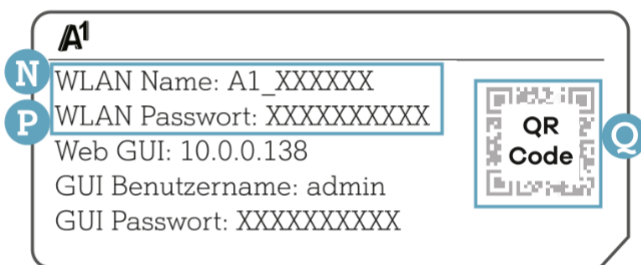 A1
N
WLAN Name: A1_XXXXXX
P
WLAN Passwort: XXXXXXXXXX
Web GUI: 10.0.0.138
GUI Benutzername: admin
GUI Passwort: XXXXXXXXXX
QR
Code
Q